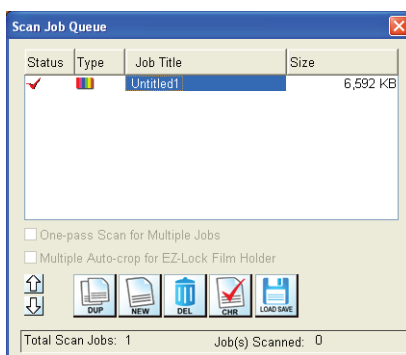 Scan Job Queue
Status Type Job Title Size
Untitled1 6,592 KB
One-pass Scan for Multiple Jobs
Multiple Auto-crop for EZ-Lock Film Holder
DUP NEW DEL CHR LOAD SAVE
Total Scan Jobs: 1 Job(s) Scanned: 0